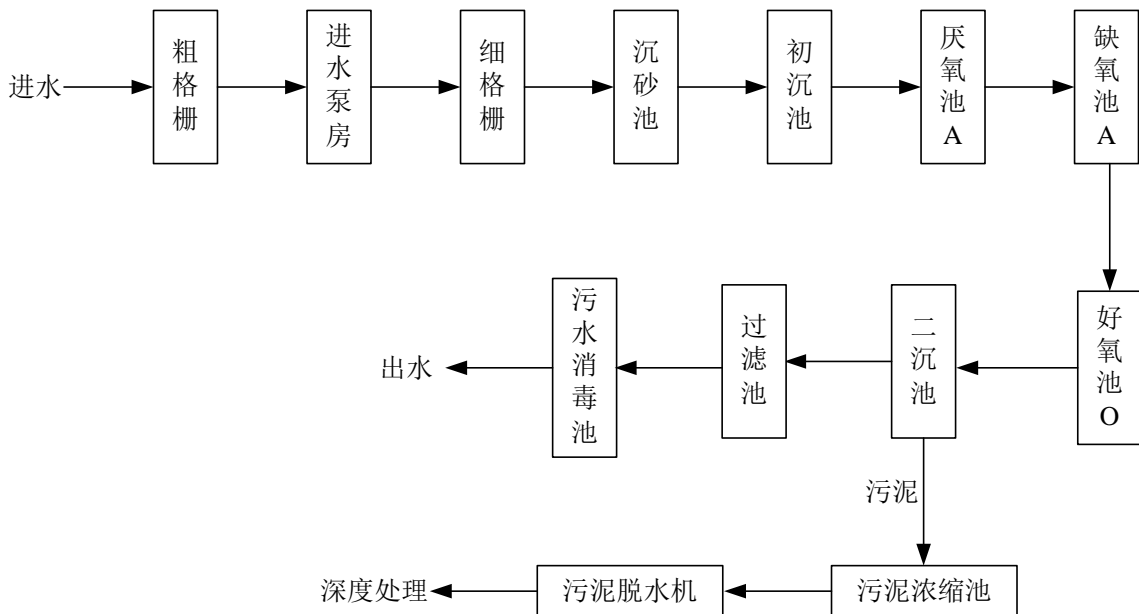 进水
粗格栅
进水泵房
细格栅
沉砂池
初沉池
厌氧池A
缺氧池A
出水
污水消毒池
过滤池
二沉池
好氧池O
污泥
深度处理
污泥脱水机
污泥浓缩池